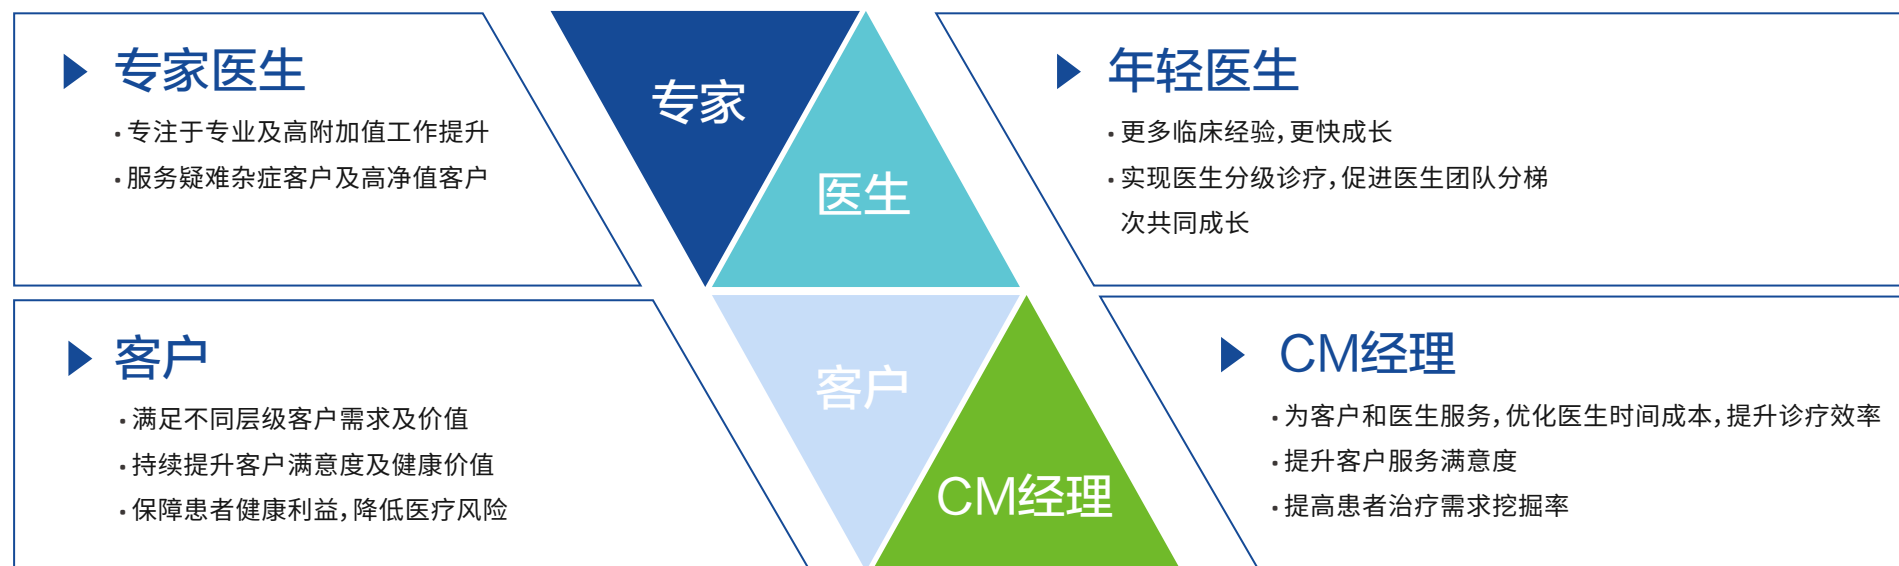 专家医生
·专注于专业及高附加值工作提升
·服务疑难杂症客户及高净值客户
专家
医生
年轻医生
·更多临床经验，更快成长
·实现医生分级诊疗，促进医生团队分梯
次共同成长
客户
·满足不同层级客户需求及价值
·持续提升客户满意度及健康价值
·保障患者健康利益，降低医疗风险
客户
CM经理
CM经理
·为客户和医生服务，优化医生时间成本，提升诊疗效率
·提升客户服务满意度
·提高患者治疗需求挖掘率